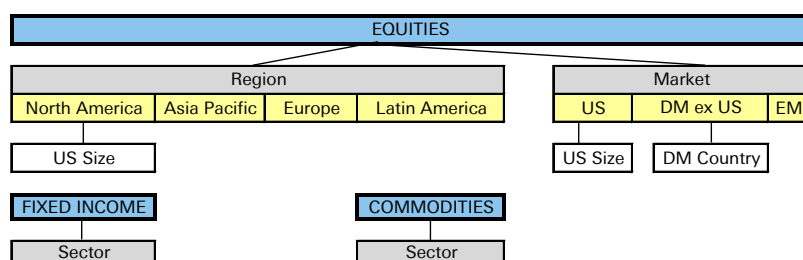 EQUITIES
Region
Market
North America Asia Pacific Europe Latin America
US DM ex US EM
US Size
US Size DM Country
FIXED INCOME
COMMODITIES
Sector
Sector